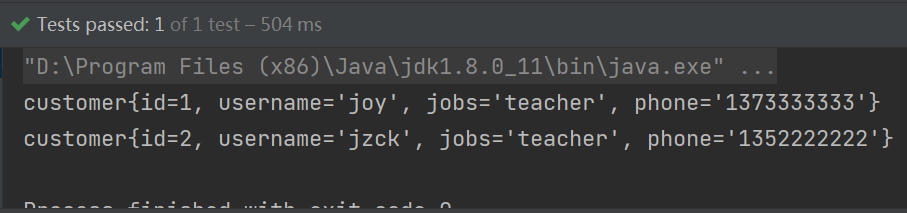 Tests passed: 1 of 1 test – 504 ms
"D:\Program Files (x86)\Java\jdk1.8.0_11\bin\java.exe" ...
customer{id=1, username='joy', jobs='teacher', phone='1373333333'}
customer{id=2, username='jzck', jobs='teacher', phone='1352222222'}
Process finished with exit code 0